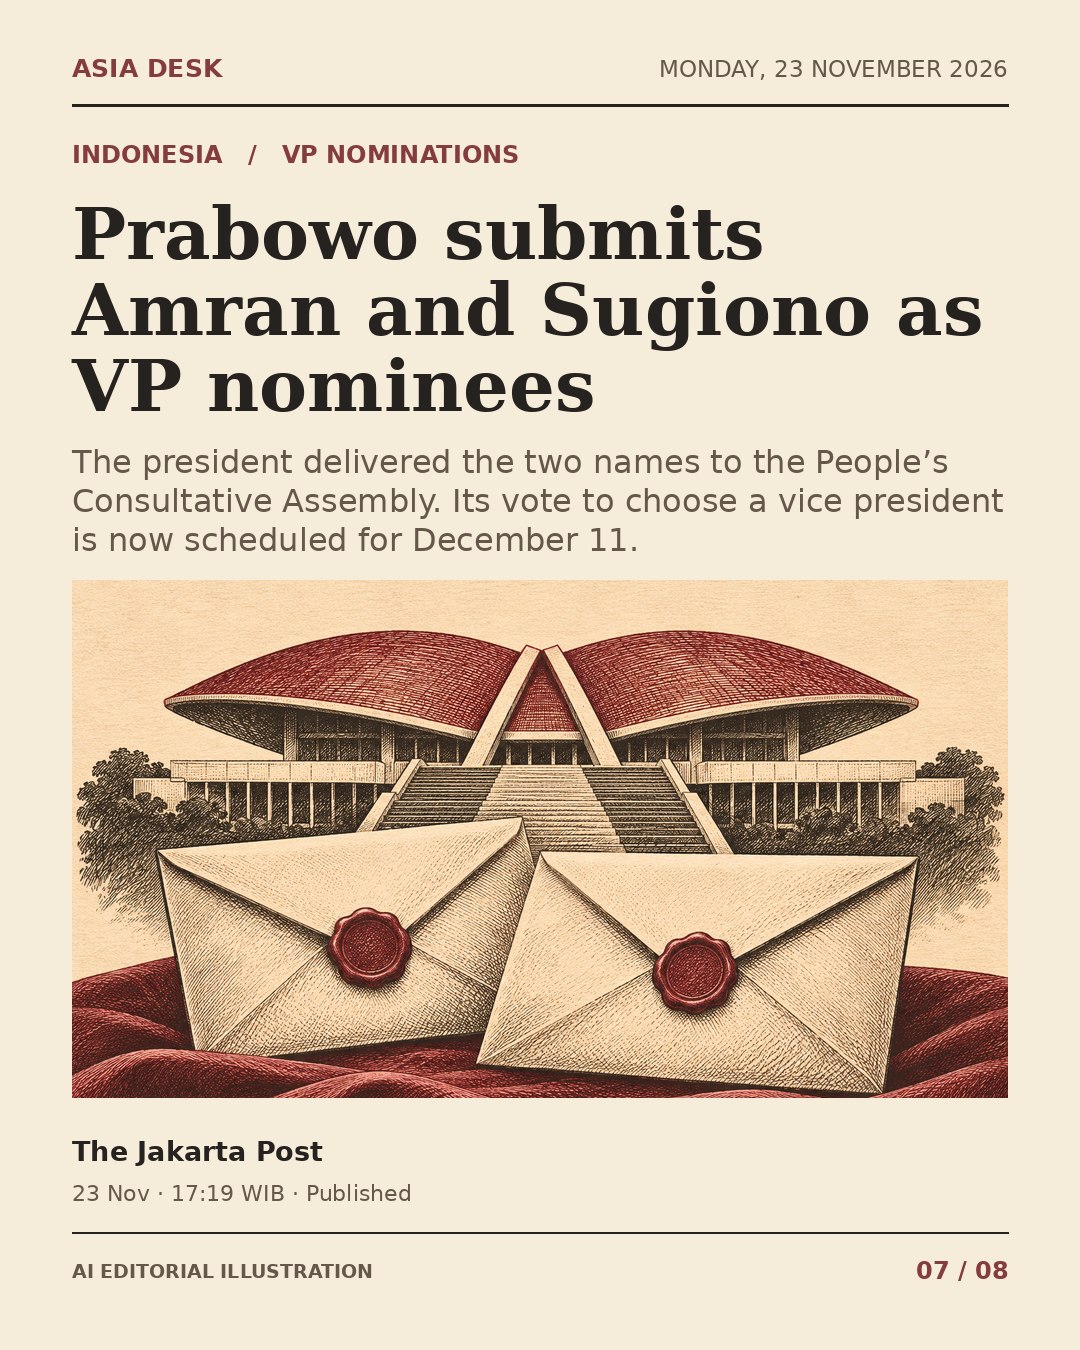 ASIA DESK
MONDAY, 23 NOVEMBER 2026
INDONESIA / VP NOMINATIONS
Prabowo submits
Amran and Sugiono as
VP nominees
The president delivered the two names to the People’s
Consultative Assembly. Its vote to choose a vice president
is now scheduled for December 11.
The Jakarta Post
23 Nov · 17:19 WIB · Published
AI EDITORIAL ILLUSTRATION
07 / 08